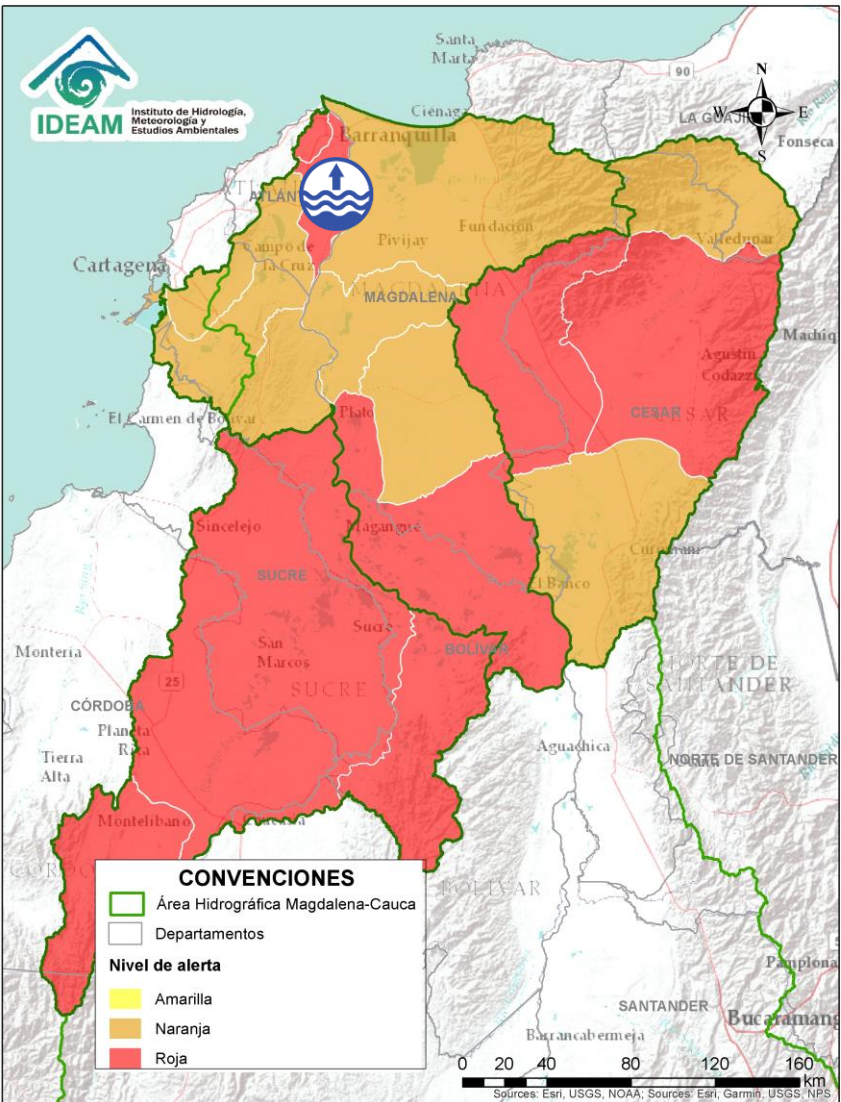 IDEAM
Instituto de Hidrología,
Meteorología y
Estudios Ambientales
Santa
Marta
90
N
W
E
S
Ciénaga
LA GUAJIRA
Fonseca
Barranquilla
Fundación
Pivijay
Valledupar
Campo de
la Cruz
Cartagena
MAGDALENA
MAGDALENA
Agustín
Codazzi
El Carmen de Bolívar
Plato
CESAR
CESAR
Sincelejo
Magangué
SUCRE
El Banco
Sucre
BOLÍVAR
Montería
San
Marcos
SUCRE
NORTE DE
SANTANDER
25
CÓRDOBA
Planeta
Rica
Tierra
Alta
Aguachica
NORTE DE SANTANDER
Montelíbano
BOLÍVAR
CONVENCIONES
Área Hidrográfica Magdalena-Cauca
Departamentos
Nivel de alerta
Amarilla
Naranja
Roja
Pamplona
SANTANDER
Bucaramang
Barrancabermeja
0 20 40 80 120 160
km
Sources: Esri, USGS, NOAA; Sources: Esri, Garmin, USGS, NPS